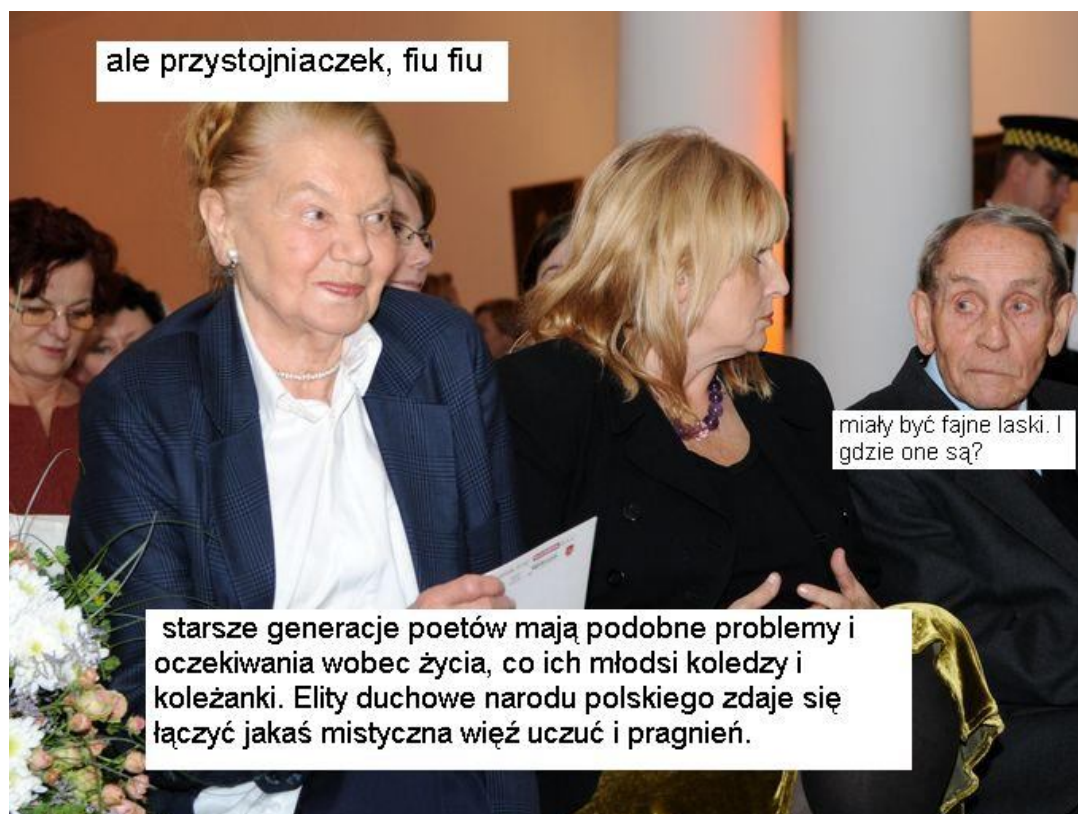 ale przystojniaczek, fiu fiu
miały być fajne laski. I
gdzie one są?
starsze generacje poetów mają podobne problemy i
oczekiwania wobec życia, co ich młodsi koledzy i
koleżanki. Elity duchowe narodu polskiego zdaje się
łączyć jakaś mistyczna więź uczuć i pragnień.